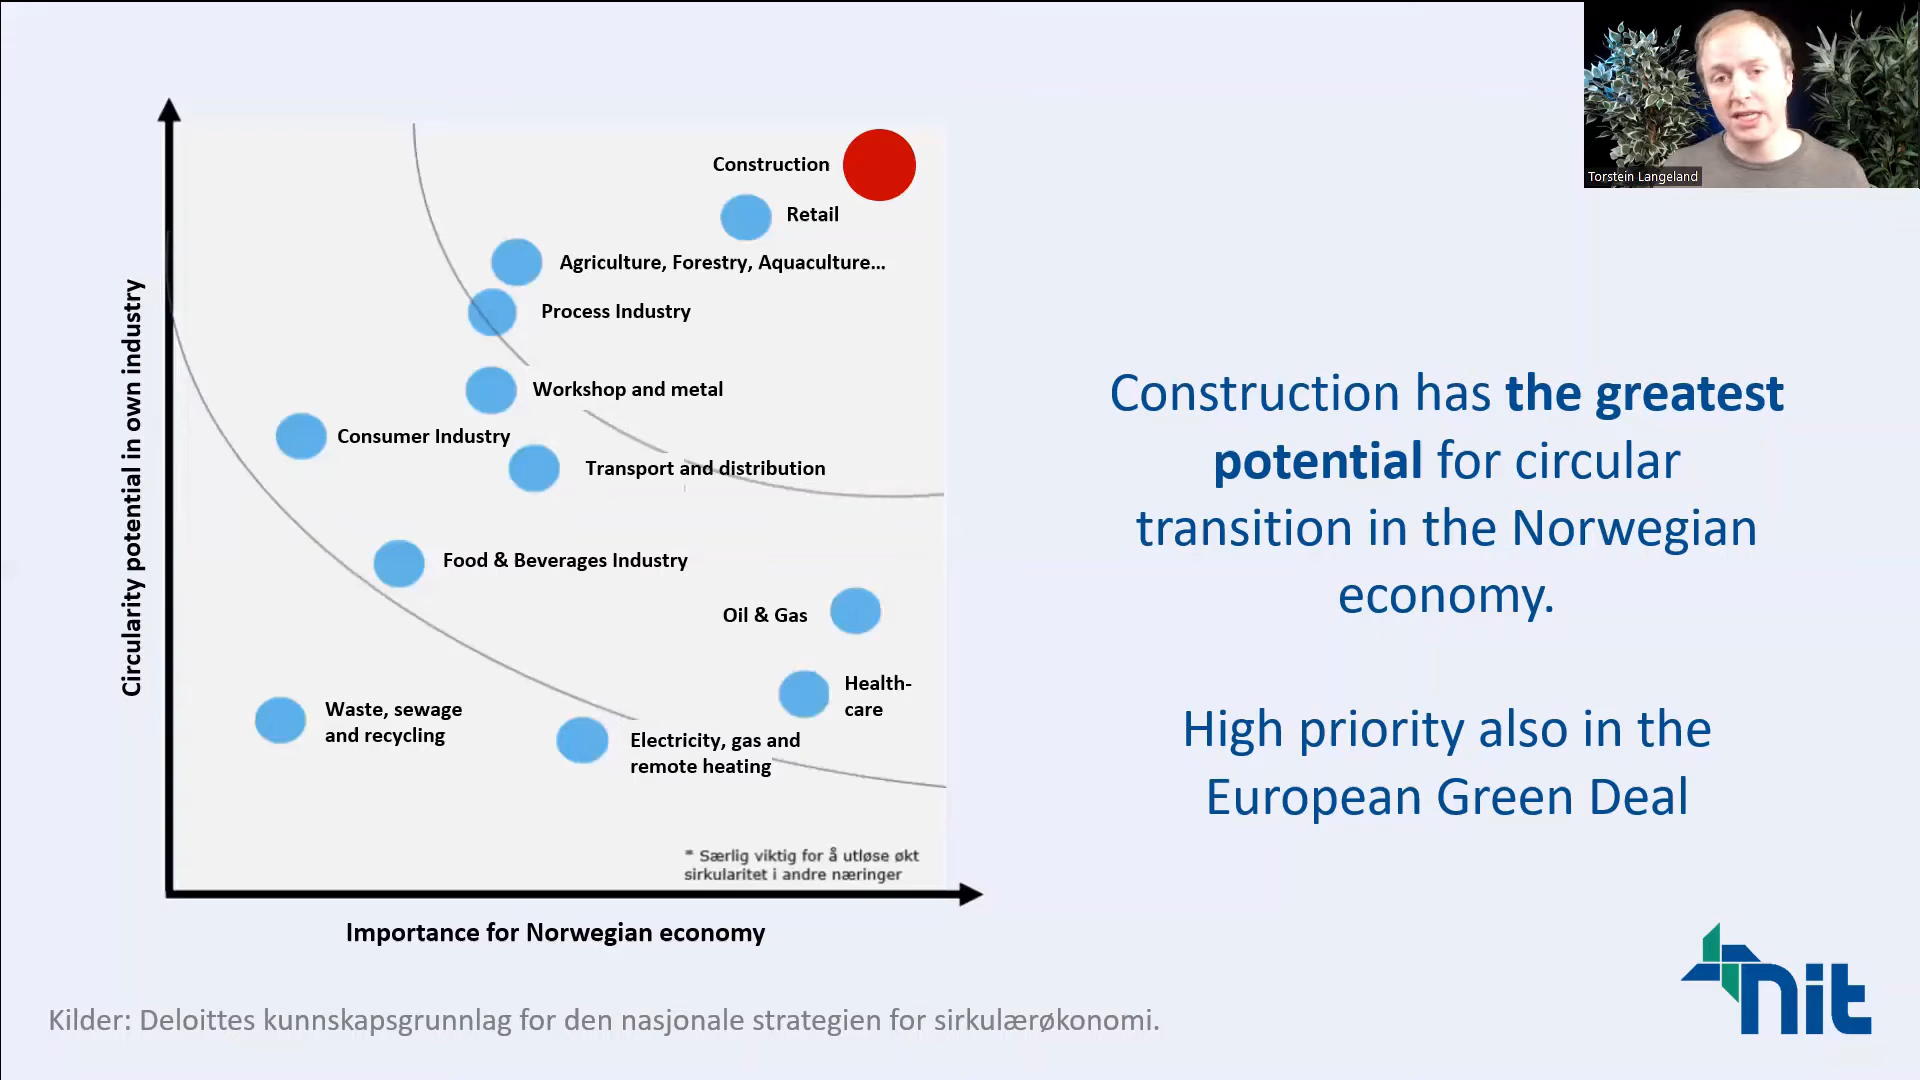 Torstein Langeland
Construction
Retail
Agriculture, Forestry, Aquaculture...
Process Industry
Workshop and metal
Consumer Industry
Transport and distribution
Food & Beverages Industry
Oil & Gas
Health-
care
Waste, sewage
and recycling
Electricity, gas and
remote heating
* Særlig viktig for å utløse økt
sirkularitet i andre næringer
Circularity potential in own industry
Importance for Norwegian economy
Construction has the greatest
potential for circular
transition in the Norwegian
economy.
High priority also in the
European Green Deal
nit
Kilder: Deloittes kunnskapsgrunnlag for den nasjonale strategien for sirkulærøkonomi.